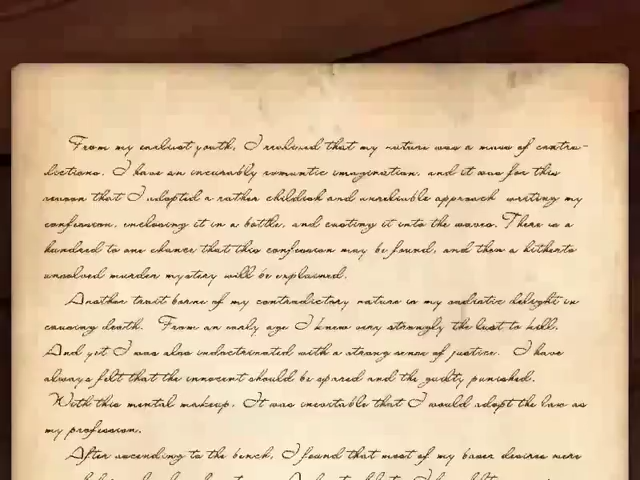 From my earliest youth, I realized that my nature was a mass of contra-
dictions. I have an incurably romantic imagination, and it was for this
reason that I adopted a rather childish and unreliable approach writing my
confession, enclosing it in a bottle, and casting it into the waves. There is a
hundred to one chance that this confession may be found, and then a hitherto
unsolved murder mystery will be explained.
Another trait borne of my contradictory nature is my sadistic delight in
causing death. From an early age I knew very strongly the lust to kill.
And yet I was also indoctrinated with a strong sense of justice. I have
always felt that the innocent should be spared and the guilty punished.
With this mental makeup, It was inevitable that I would adopt the law as
my profession.
After ascending to the bench, I found that most of my baser desires were